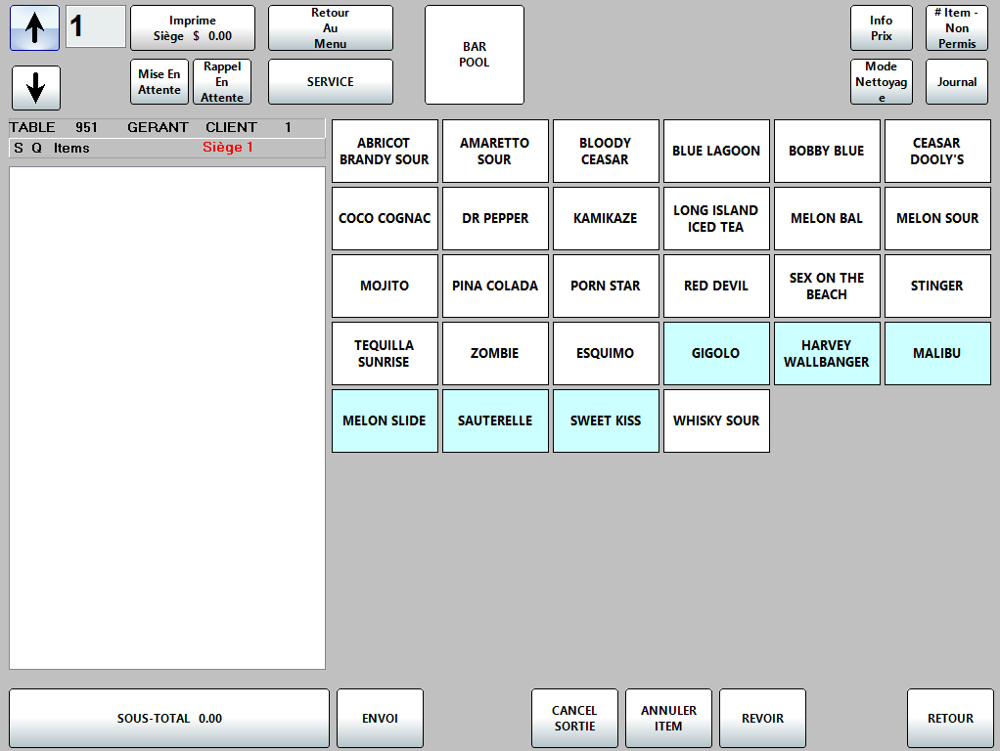 1
Imprime
Siège $ 0.00
Retour
Au
Menu
BAR
POOL
Info
Prix
# Item -
Non
Permis
Mise En
Attente
Rappel
En
Attente
SERVICE
Mode
Nettoyag
e
Journal
TABLE 951 GERANT CLIENT 1
S Q Items Siège 1
ABRICOT
BRANDY SOUR
AMARETTO
SOUR
BLOODY
CEASAR
BLUE LAGOON
BOBBY BLUE
CEASAR
DOOLY'S
COCO COGNAC
DR PEPPER
KAMIKAZE
LONG ISLAND
ICED TEA
MELON BAL
MELON SOUR
MOJITO
PINA COLADA
PORN STAR
RED DEVIL
SEX ON THE
BEACH
STINGER
TEQUILLA
SUNRISE
ZOMBIE
ESQUIMO
GIGOLO
HARVEY
WALLBANGER
MALIBU
MELON SLIDE
SAUTERELLE
SWEET KISS
WHISKY SOUR
SOUS-TOTAL 0.00
ENVOI
CANCEL
SORTIE
ANNULER
ITEM
REVOIR
RETOUR